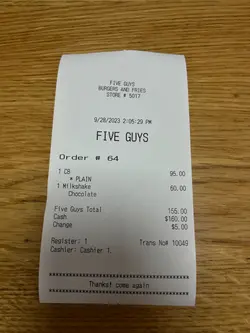 FIVE GUYS
BURGERS AND FRIES
STORE # 5017
9/28/2023 2:05:29 PM
FIVE GUYS
Order # 64
1 CB 95.00
* PLAIN
1 Milkshake 60.00
Chocolate
Five Guys Total 155.00
Cash $160.00
Change $5.00
Register: 1 Trans No# 10049
Cashier: Cashier 1.
Thanks! come again